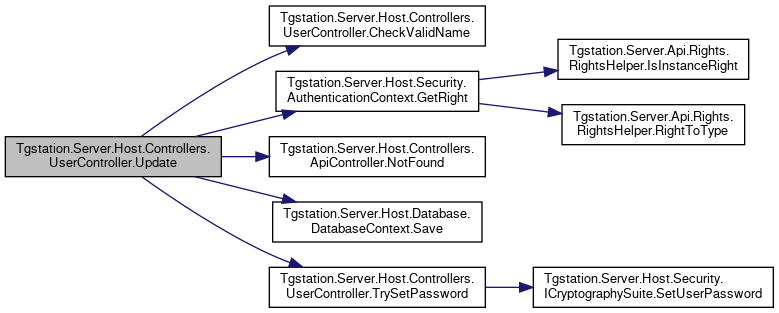 Tgstation.Server.Host.Controllers.
UserController.Update
Tgstation.Server.Host.Controllers.
UserController.CheckValidName
Tgstation.Server.Host.Security.
AuthenticationContext.GetRight
Tgstation.Server.Api.Rights.
RightsHelper.IsInstanceRight
Tgstation.Server.Api.Rights.
RightsHelper.RightToType
Tgstation.Server.Host.Controllers.
ApiController.NotFound
Tgstation.Server.Host.Database.
DatabaseContext.Save
Tgstation.Server.Host.Controllers.
UserController.TrySetPassword
Tgstation.Server.Host.Security.
ICryptographySuite.SetUserPassword